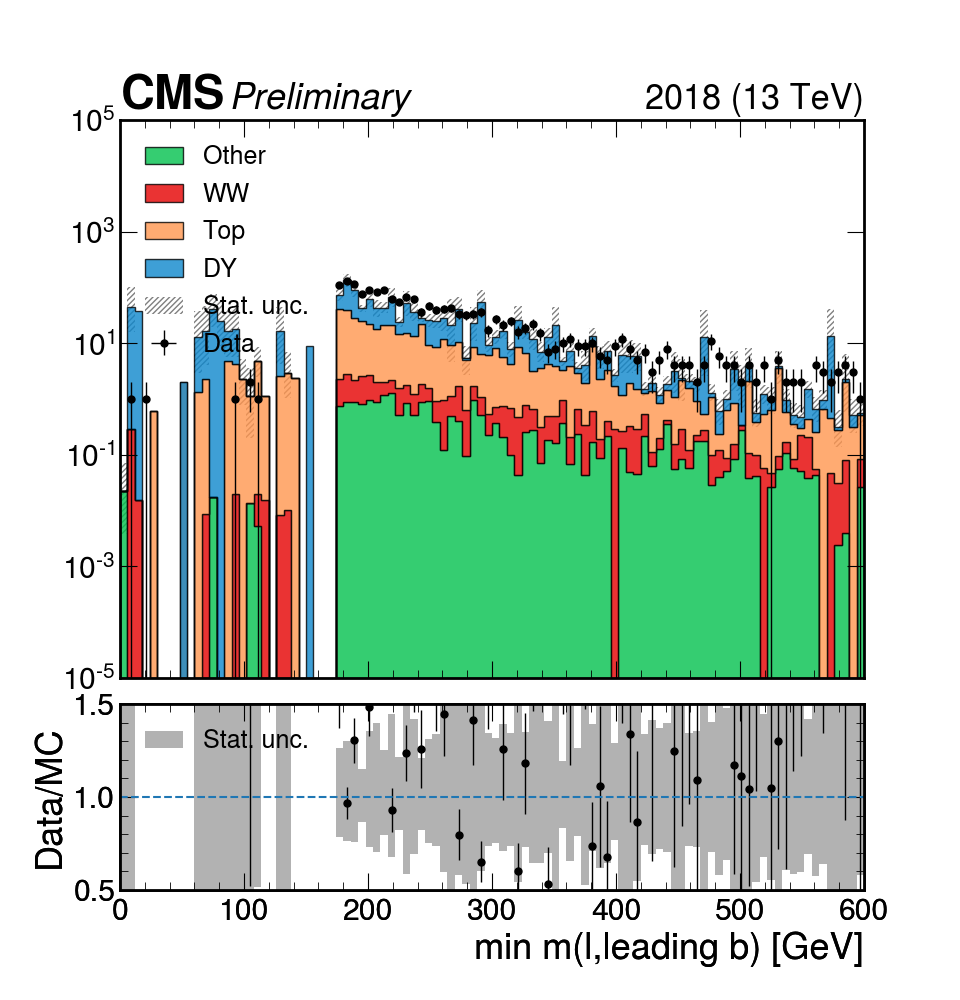 CMS Preliminary 2018 (13 TeV)
10^5
Other
WW
10^3
Top
DY
Stat. unc.
10^1
Data
10^-1
10^-3
10^-5
1.5
Stat. unc.
1.0
Data/MC
0.5
0 100 200 300 400 500 600
min m(l,leading b) [GeV]